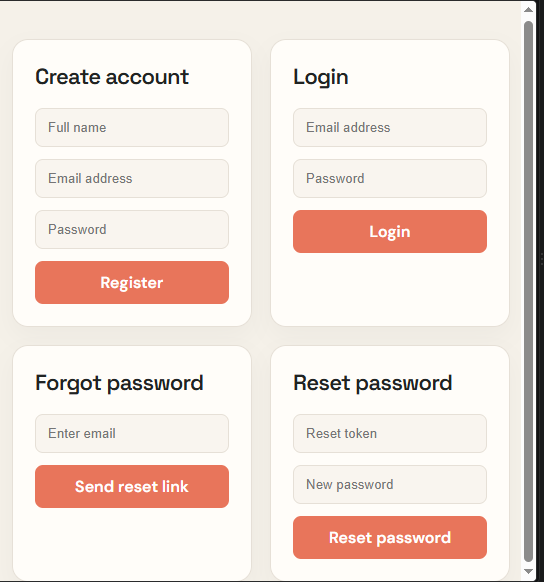 Create account
Full name
Email address
Password
Register
Login
Email address
Password
Login
Forgot password
Enter email
Send reset link
Reset password
Reset token
New password
Reset password